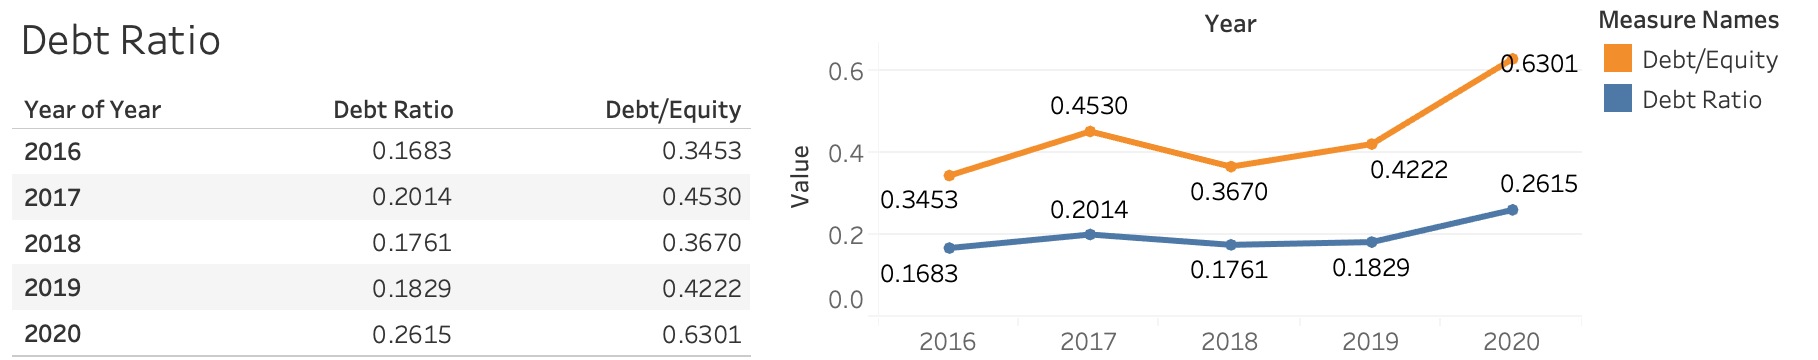 Debt Ratio
Year of Year Debt Ratio Debt/Equity
2016 0.1683 0.3453
2017 0.2014 0.4530
2018 0.1761 0.3670
2019 0.1829 0.4222
2020 0.2615 0.6301
Year
Value
0.6
0.4
0.2
0.0
0.3453
0.4530
0.3670
0.4222
0.6301
0.1683
0.2014
0.1761
0.1829
0.2615
2016 2017 2018 2019 2020
Measure Names
Debt/Equity
Debt Ratio